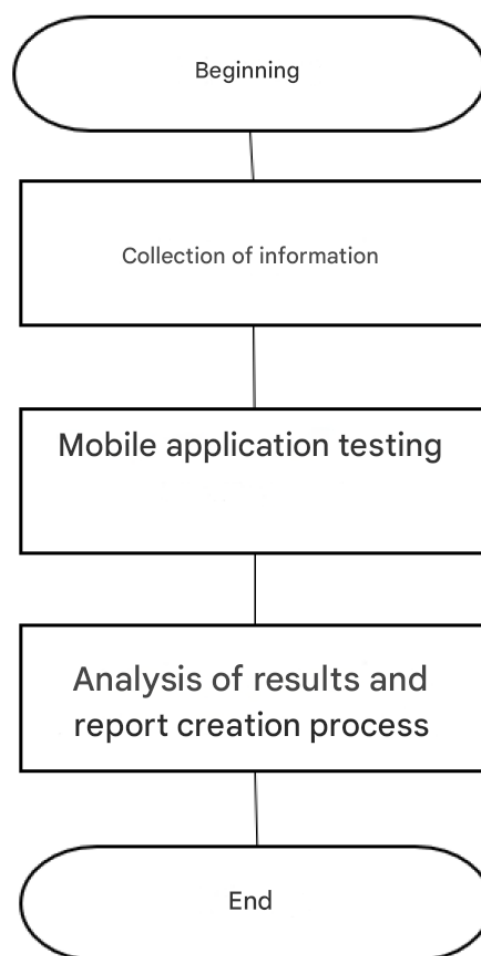 Beginning
Collection of information
Mobile application testing
Analysis of results and
report creation process
End